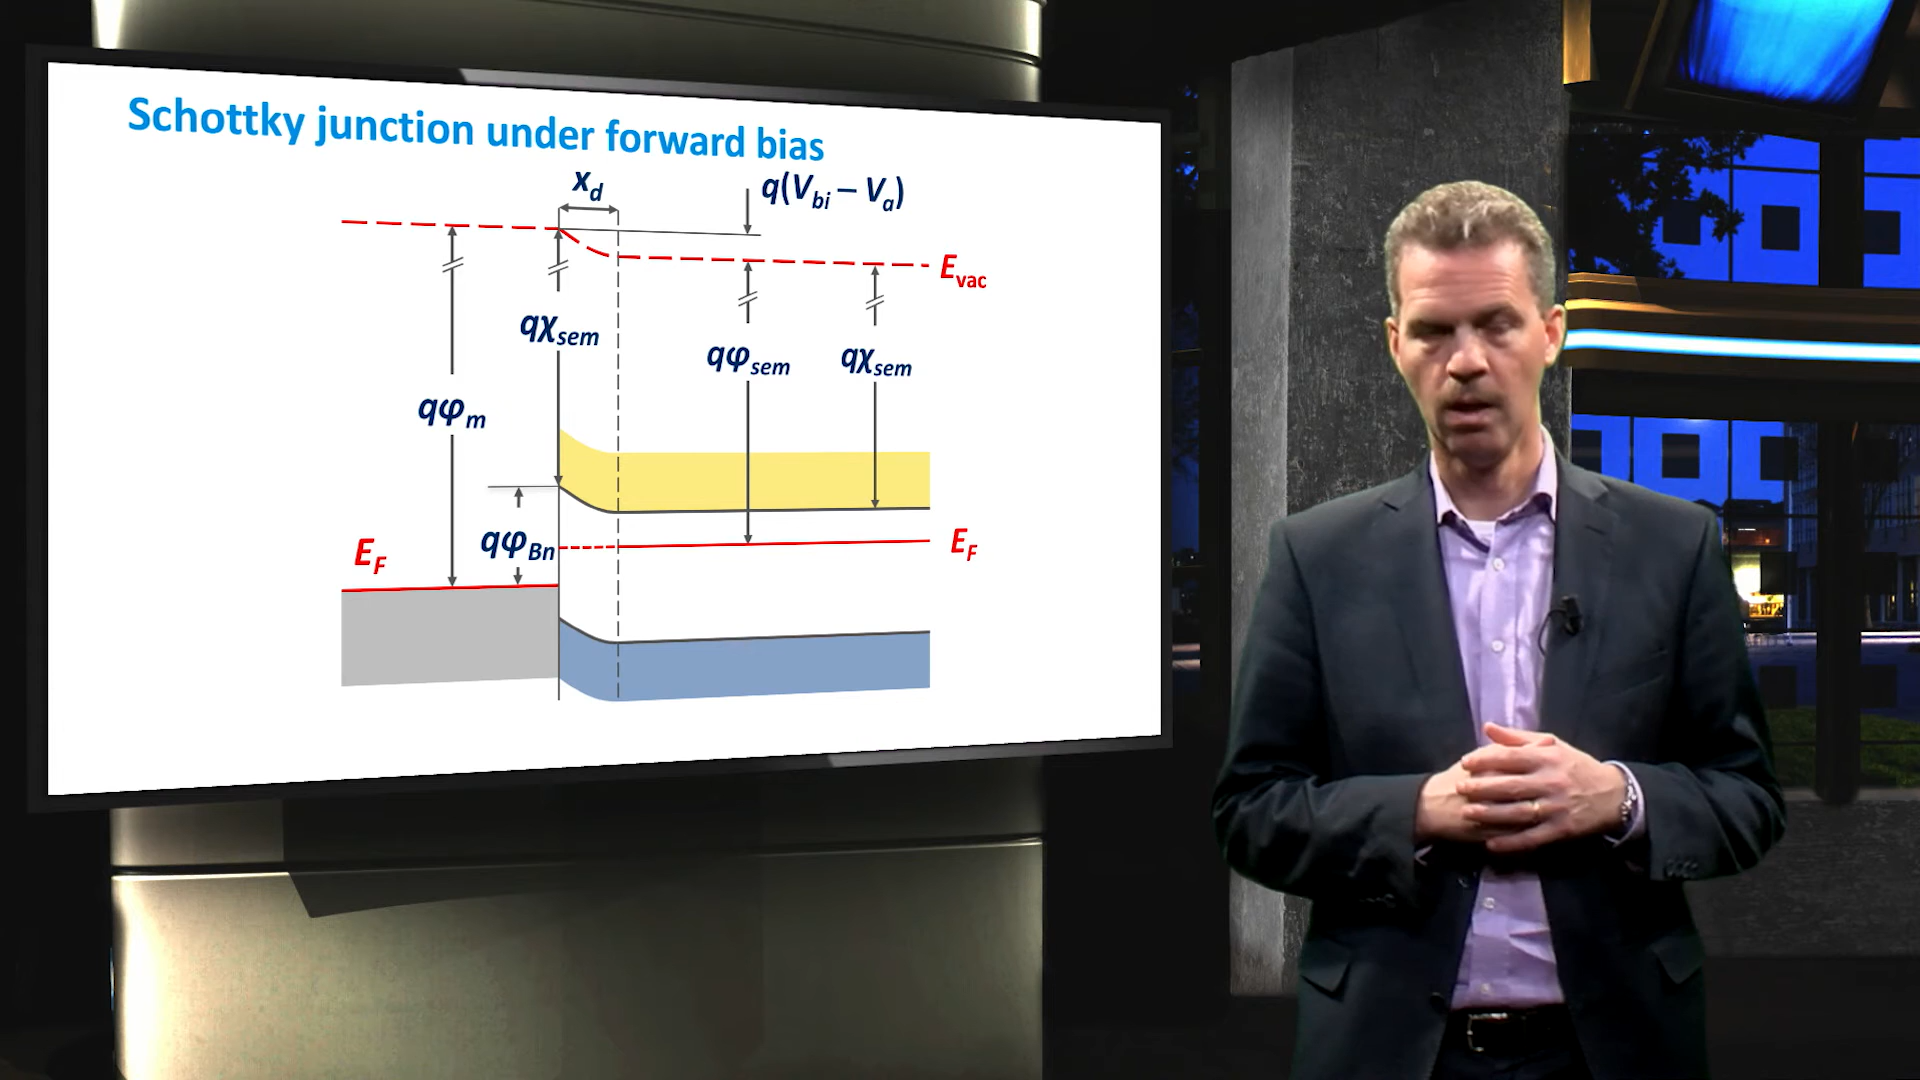 Schottky junction under forward bias
x_d
q(V_bi − V_a)
E_vac
qχ_sem
qφ_sem
qχ_sem
qφ_m
E_F
qφ_Bn
E_F